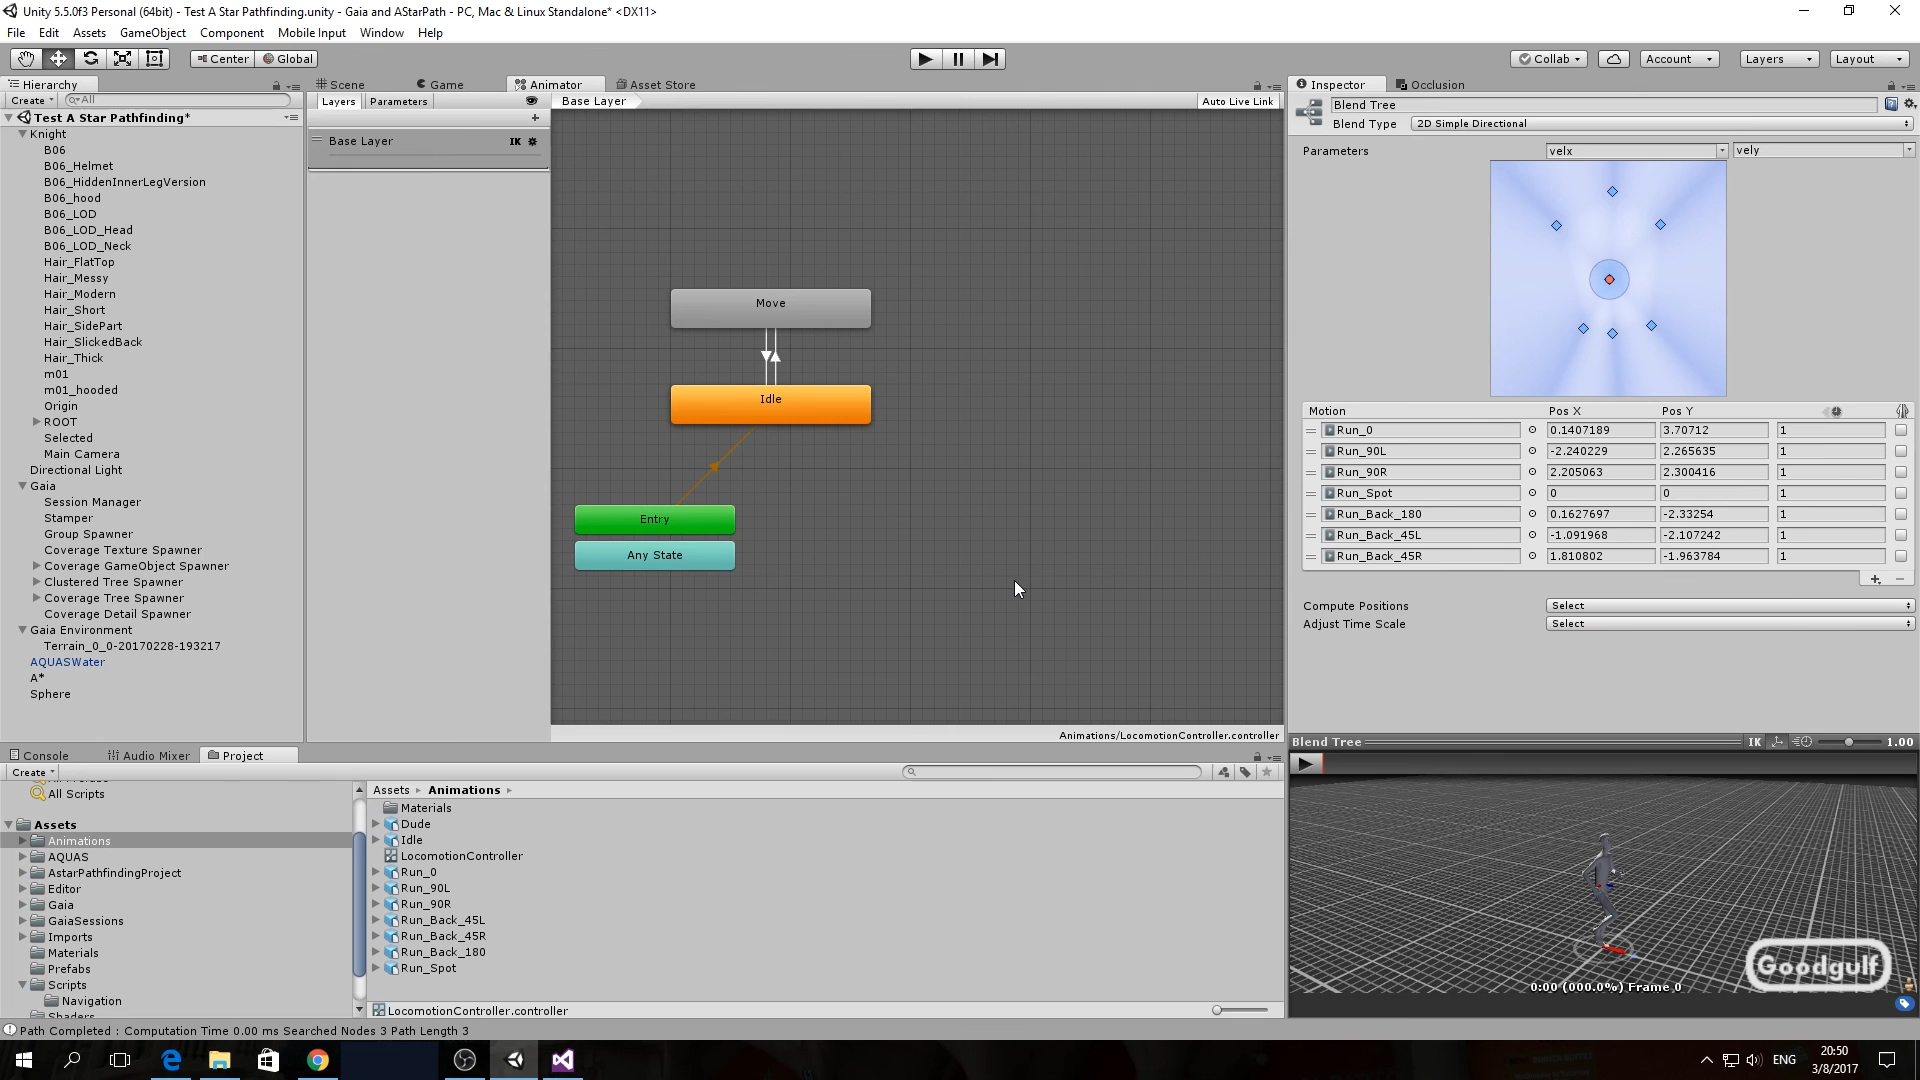 Unity 5.5.0f3 Personal (64bit) - Test A Star Pathfinding.unity - Gaia and AStarPath - PC, Mac & Linux Standalone* <DX11>
File Edit Assets GameObject Component Mobile Input Window Help
Center Global Collab Account Layers Layout
Hierarchy Scene Game Animator Asset Store Inspector Occlusion
Create All Layers Parameters Base Layer Auto Live Link
Test A Star Pathfinding*
Knight
B06
B06_Helmet
B06_HiddenInnerLegVersion
B06_hood
B06_LOD
B06_LOD_Head
B06_LOD_Neck
Hair_FlatTop
Hair_Messy
Hair_Modern
Hair_Short
Hair_SidePart
Hair_SlickedBack
Hair_Thick
m01
m01_hooded
Origin
ROOT
Selected
Main Camera
Directional Light
Gaia
Session Manager
Stamper
Group Spawner
Coverage Texture Spawner
Coverage GameObject Spawner
Clustered Tree Spawner
Coverage Tree Spawner
Coverage Detail Spawner
Gaia Environment
Terrain_0_0-20170228-193217
AQUASWater
A*
Sphere
Base Layer IK
Move
Idle
Entry
Any State
Animations/LocomotionController.controller
Blend Tree
Blend Type 2D Simple Directional
Parameters velx vely
Motion Pos X Pos Y
Run_0 0.1407189 3.70712 1
Run_90L -2.240229 2.265635 1
Run_90R 2.205063 2.300416 1
Run_Spot 0 0 1
Run_Back_180 0.1627697 -2.33254 1
Run_Back_45L -1.091968 -2.107242 1
Run_Back_45R 1.810802 -1.963784 1
Compute Positions Select
Adjust Time Scale Select
Blend Tree IK 1.00
0:00 (000.0%) Frame 0
Goodgulf
Console Audio Mixer Project
Create
All Scripts
Assets
Animations
AQUAS
AstarPathfindingProject
Editor
Gaia
GaiaSessions
Imports
Materials
Prefabs
Scripts
Navigation
Shaders
Assets Animations
Materials
Dude
Idle
LocomotionController
Run_0
Run_90L
Run_90R
Run_Back_45L
Run_Back_45R
Run_Back_180
Run_Spot
LocomotionController.controller
Path Completed : Computation Time 0.00 ms Searched Nodes 3 Path Length 3
ENG
20:50
3/8/2017